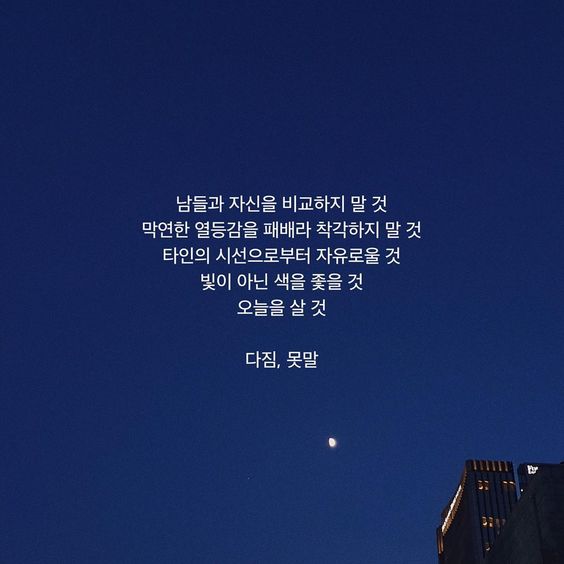 남들과 자신을 비교하지 말 것
막연한 열등감을 패배라 착각하지 말 것
타인의 시선으로부터 자유로울 것
빛이 아닌 색을 좇을 것
오늘을 살 것
다짐, 못말